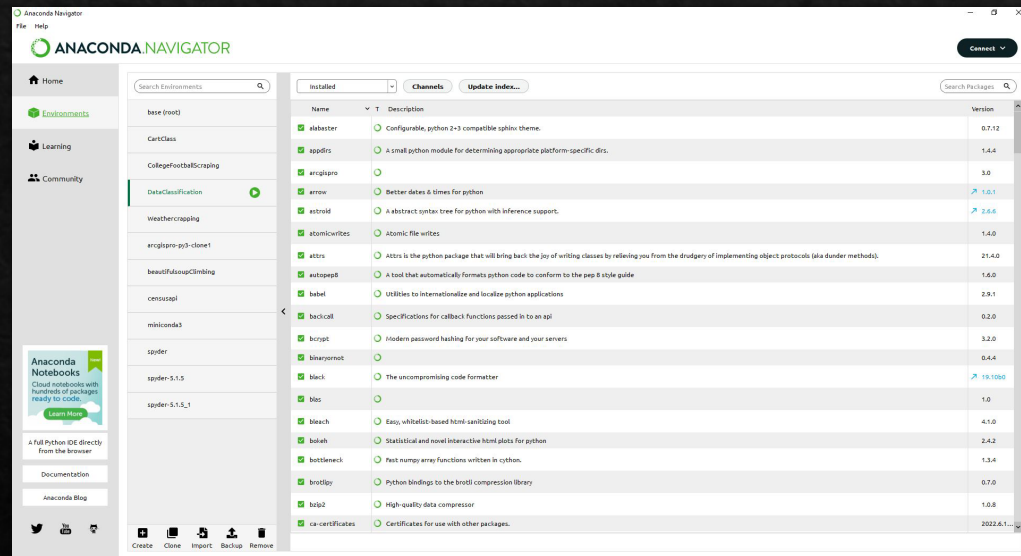 Anaconda Navigator
File Help
ANACONDA.NAVIGATOR
Connect
Home
Environments
Learning
Community
Anaconda Notebooks
new!
Cloud notebooks with hundreds of packages ready to code.
Learn More
A full Python IDE directly from the browser
Documentation
Anaconda Blog
Search Environments
base (root)
CartClass
CollegeFootballScraping
DataClassification
Weathercrapping
arcgispro-py3-clone1
beautifulsoupClimbing
censusapi
miniconda3
spyder
spyder-5.1.5
spyder-5.1.5_1
Create Clone Import Backup Remove
Installed Channels Update index... Search Packages
Name T Description Version
alabaster Configurable, python 2+3 compatible sphinx theme. 0.7.12
appdirs A small python module for determining appropriate platform-specific dirs. 1.4.4
arcgispro 3.0
arrow Better dates & times for python 1.0.1
astroid A abstract syntax tree for python with inference support. 2.6.6
atomicwrites Atomic file writes 1.4.0
attrs Attrs is the python package that will bring back the joy of writing classes by relieving you from the drudgery of implementing object protocols (aka dunder methods). 21.4.0
autopep8 A tool that automatically formats python code to conform to the pep 8 style guide 1.6.0
babel Utilities to internationalize and localize python applications 2.9.1
backcall Specifications for callback functions passed in to an api 0.2.0
bcrypt Modern password hashing for your software and your servers 3.2.0
binaryornot 0.4.4
black The uncompromising code formatter 19.10b0
blas 1.0
bleach Easy, whitelist-based html-sanitizing tool 4.1.0
bokeh Statistical and novel interactive html plots for python 2.4.2
bottleneck Fast numpy array functions written in cython. 1.3.4
brotlipy Python bindings to the brotli compression library 0.7.0
bzip2 High-quality data compressor 1.0.8
ca-certificates Certificates for use with other packages. 2022.6.1...